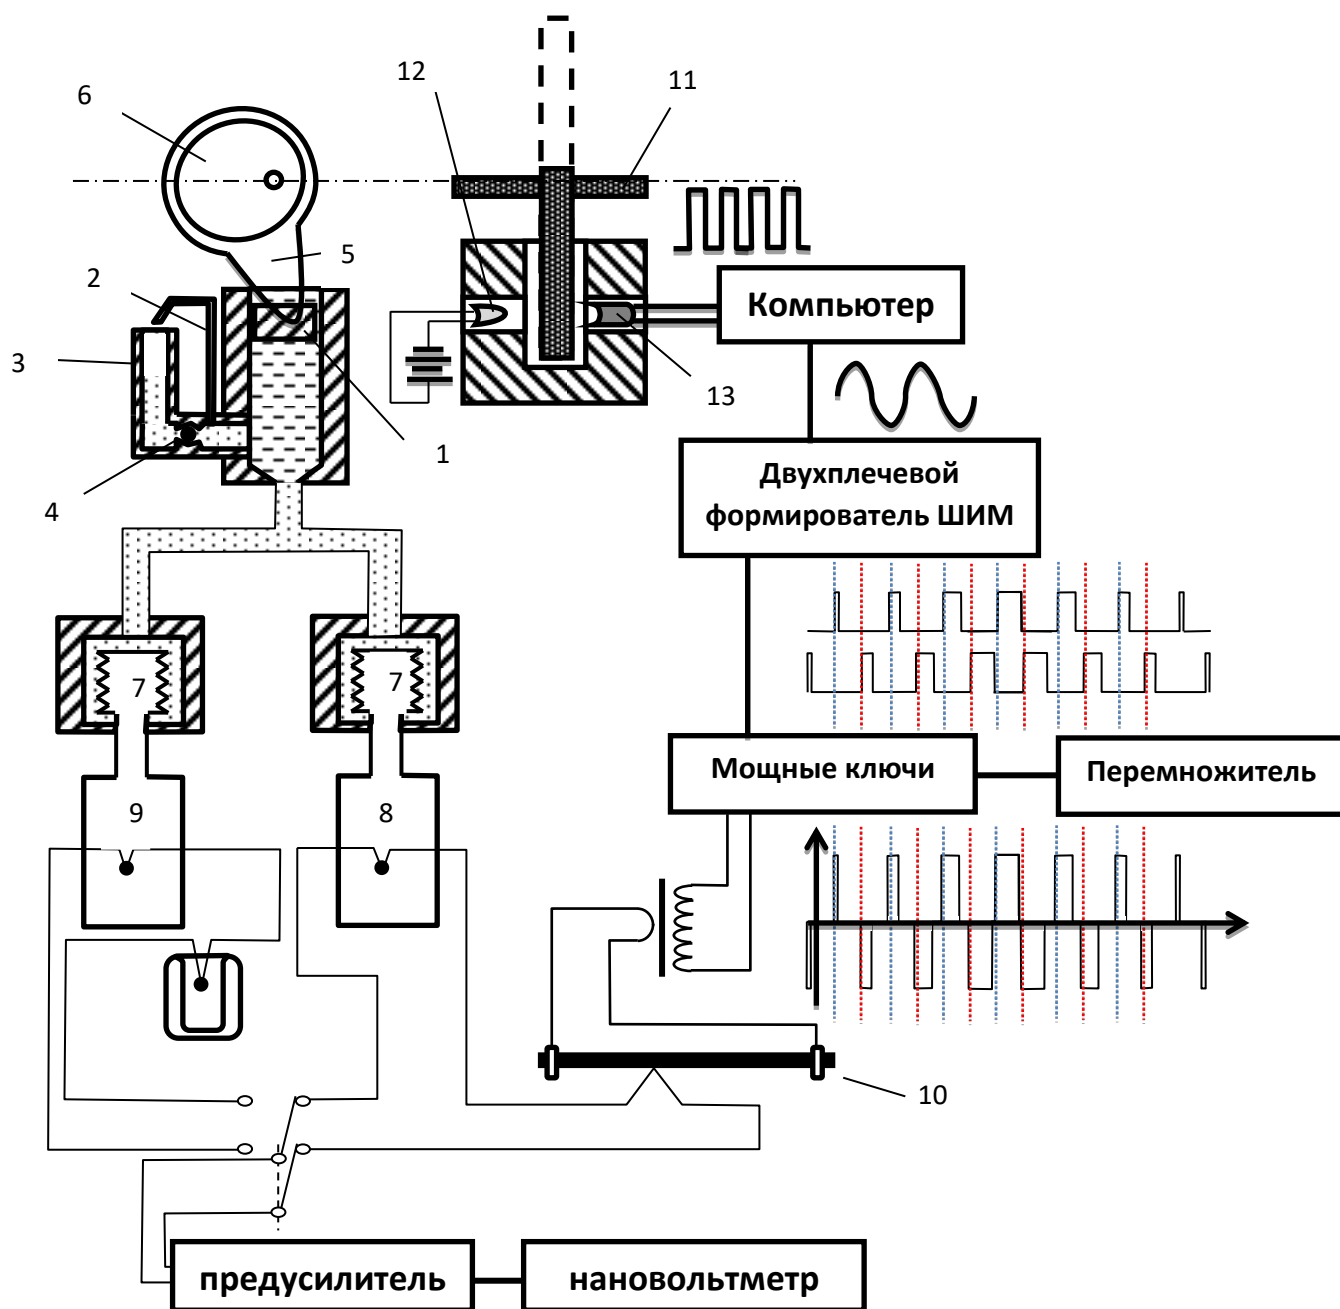 12
11
6
5
2
Компьютер
3
13
1
Двухплечевой
формирователь ШИМ
4
7
7
Мощные ключи
Перемножитель
9
8
10
предусилитель
нановольтметр